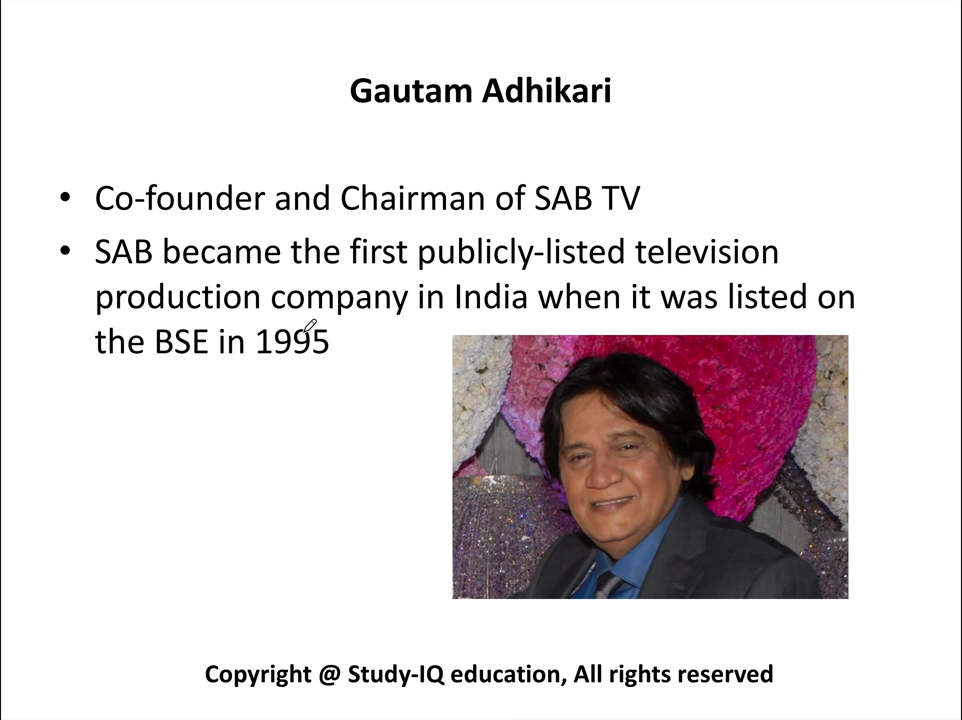 Gautam Adhikari
• Co-founder and Chairman of SAB TV
• SAB became the first publicly-listed television
production company in India when it was listed on
the BSE in 1995
Copyright @ Study-IQ education, All rights reserved